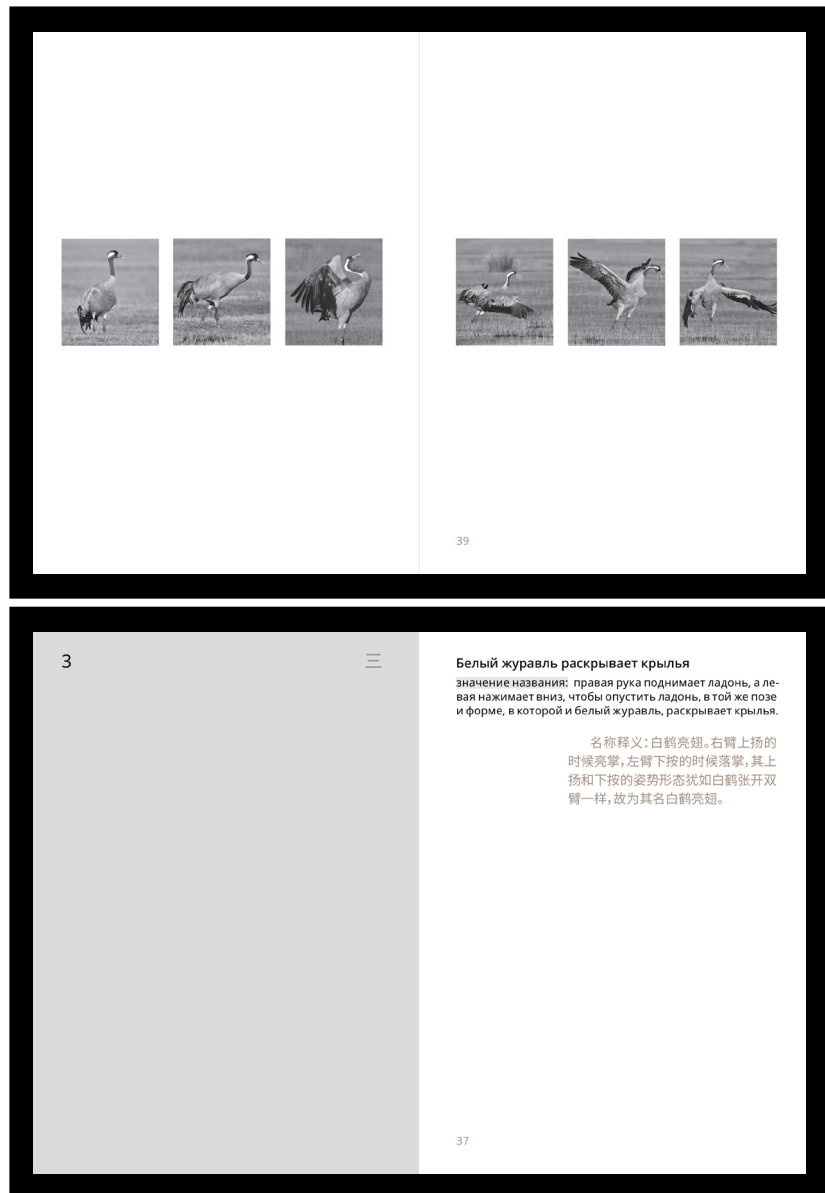 39
3
三
Белый журавль раскрывает крылья
значение названия: правая рука поднимает ладонь, а ле-
вая нажимает вниз, чтобы опустить ладонь, в той же позе
и форме, в которой и белый журавль, раскрывает крылья.
名称释义：白鹤亮翅。右臂上扬的
时候亮掌，左臂下按的时候落掌，其上
扬和下按的姿势形态犹如白鹤张开双
臂一样，故为其名白鹤亮翅。
37